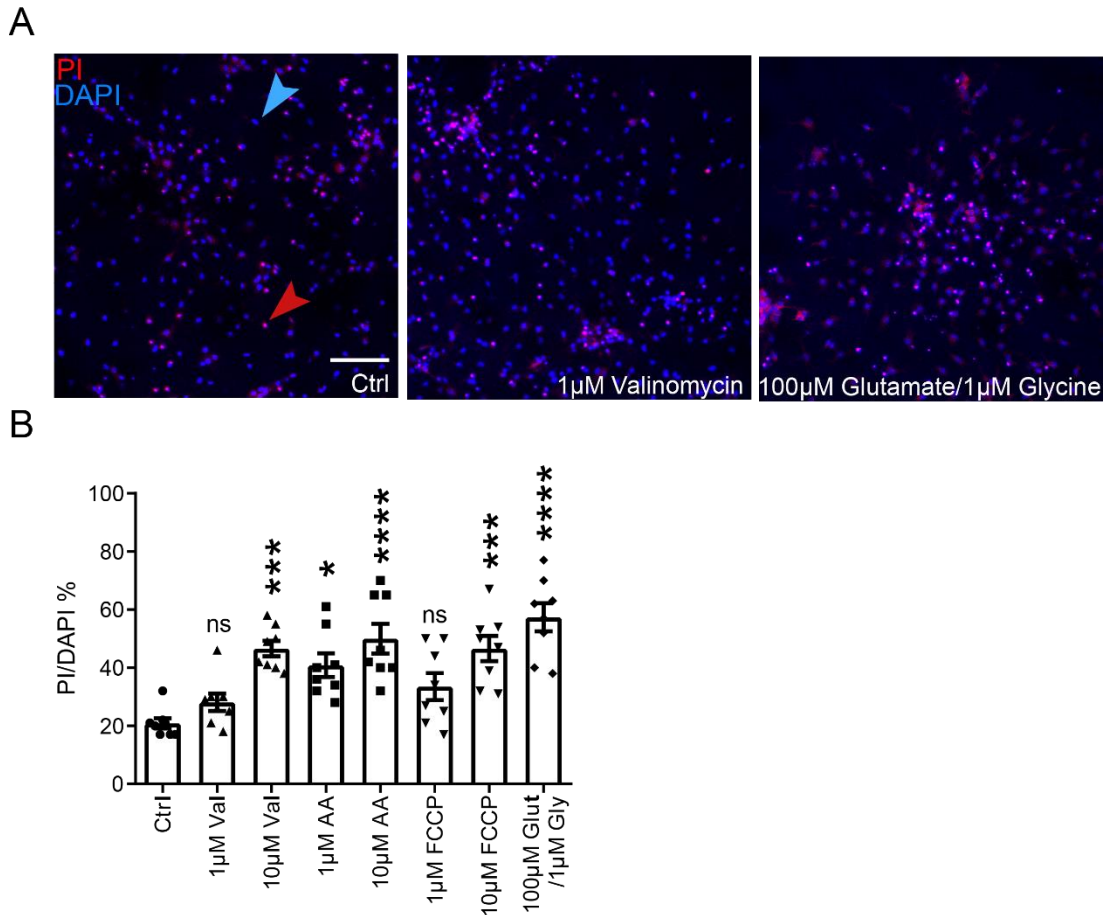 A
PI
DAPI
Ctrl
1µM Valinomycin
100µM Glutamate/1µM Glycine
B
PI/DAPI %
100
80
60
40
20
0
ns
***
*
****
ns
***
****
Ctrl
1µM Val
10µM Val
1µM AA
10µM AA
1µM FCCP
10µM FCCP
100µM Glut
/1µM Gly